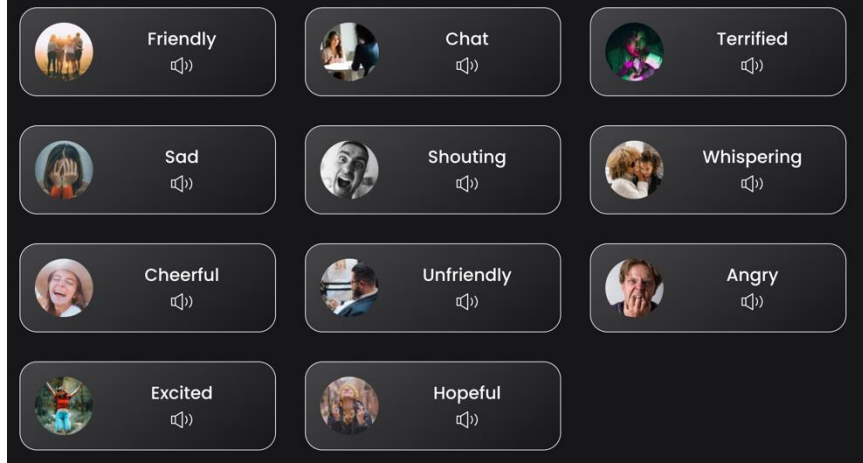 Friendly
Chat
Terrified
Sad
Shouting
Whispering
Cheerful
Unfriendly
Angry
Excited
Hopeful